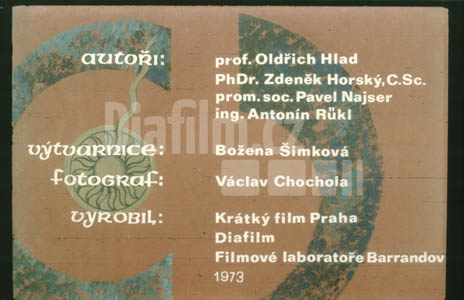 autoři: prof. Oldřich Hlad
PhDr. Zdeněk Horský, C.Sc.
prom. soc. Pavel Najser
ing. Antonín Růkl
Diafilm.cz
výtvarnice: Božena Šimková
fotograf: Václav Chochola
vyrobil: Krátký film Praha
Diafilm
Filmové laboratoře Barrandov
1973